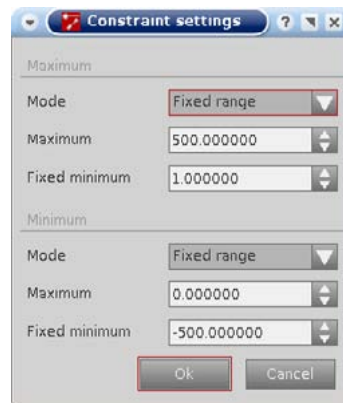 Constraint settings ?
Maximum
Mode Fixed range
Maximum 500.000000
Fixed minimum 1.000000
Minimum
Mode Fixed range
Maximum 0.000000
Fixed minimum -500.000000
Ok Cancel